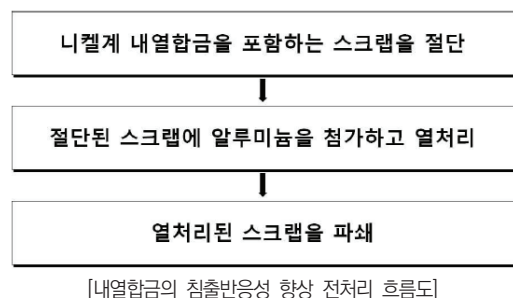 니켈계 내열합금을 포함하는 스크랩을 절단
절단된 스크랩에 알루미늄을 첨가하고 열처리
열처리된 스크랩을 파쇄
[내열합금의 침출반응성 향상 전처리 흐름도]